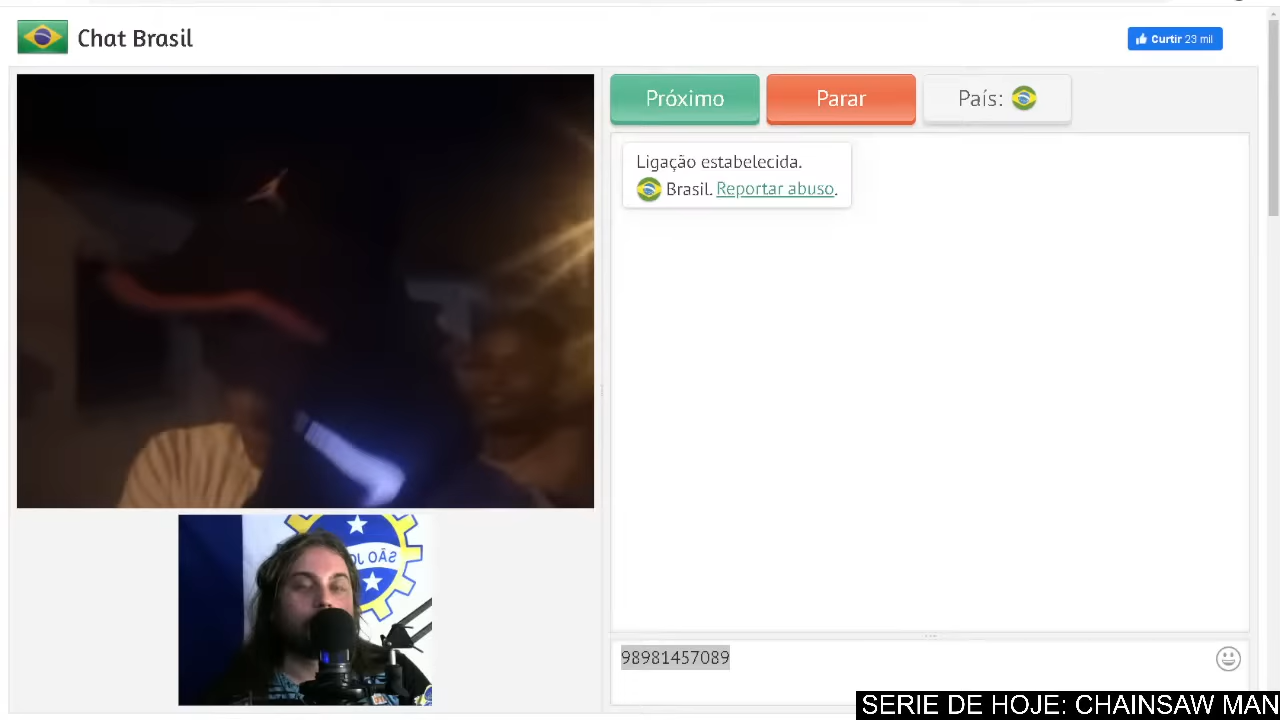 Chat Brasil
Curtir 23 mil
Próximo
Parar
País:
Ligação estabelecida.
Brasil. Reportar abuso.
98981457089
SERIE DE HOJE: CHAINSAW MAN